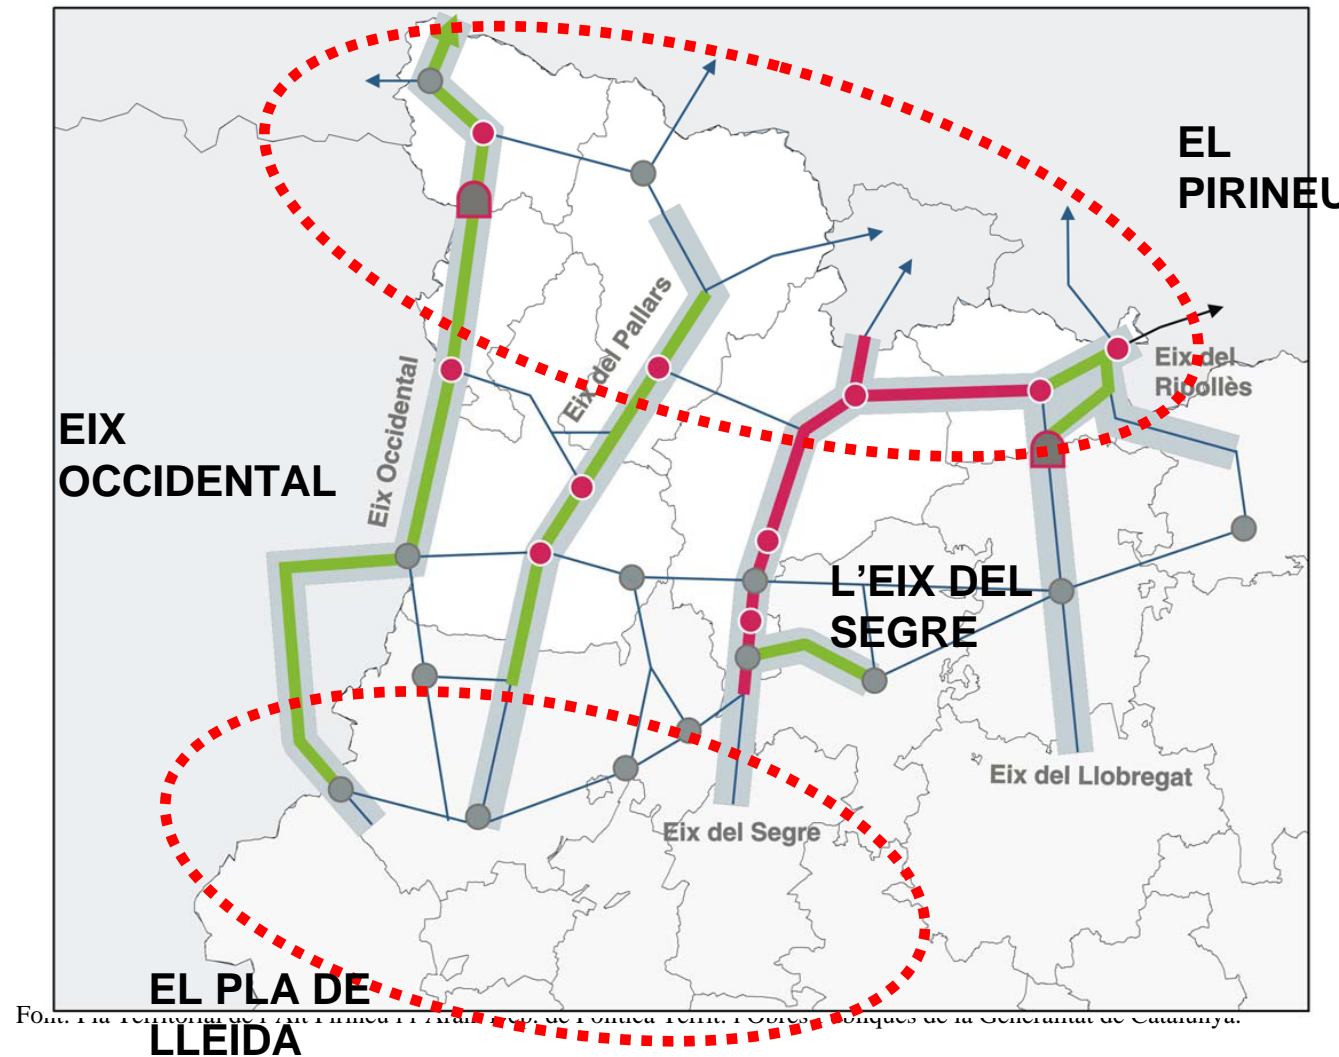 EL
PIRINEU
Eix del Pallars
Eix del
Ripollès
Eix Occidental
EIX
OCCIDENTAL
L'EIX DEL
SEGRE
Eix del Llobregat
Eix del Segre
EL PLA DE
LLEIDA
Font: Pla Territorial de l'Alt Pirineu i l'Aran. Dep. de Política Territ. i Obres Públiques de la Generalitat de Catalunya.